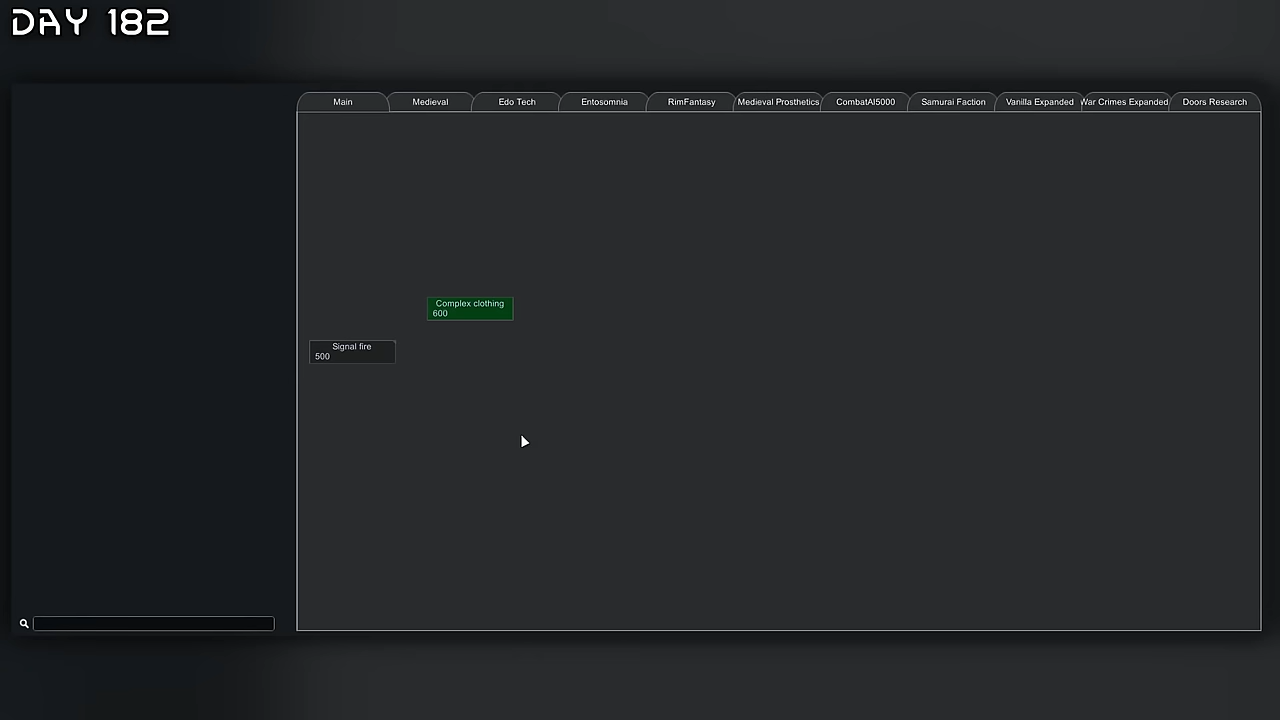 DAY 182
Main
Medieval
Edo Tech
Entosomnia
RimFantasy
Medieval Prosthetics
CombatAI5000
Samurai Faction
Vanilla Expanded
War Crimes Expanded
Doors Research
Complex clothing
600
Signal fire
500